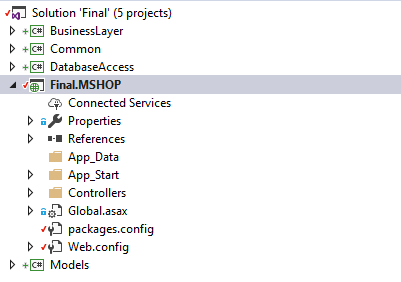 Solution 'Final' (5 projects)
C# BusinessLayer
C# Common
C# DatabaseAccess
Final.MSHOP
Connected Services
Properties
References
App_Data
App_Start
Controllers
Global.asax
packages.config
Web.config
C# Models